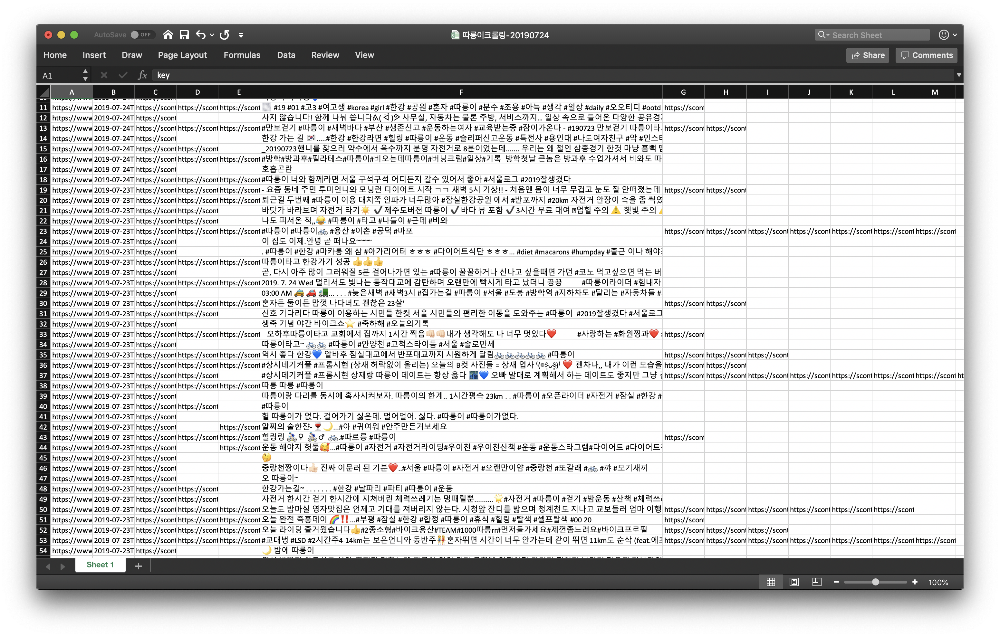 AutoSave OFF 따릉이크롤링-20190724 Search Sheet
Home Insert Draw Page Layout Formulas Data Review View Share Comments
A1 fx key
A B C D E F G H I J K L M
11 https://www 2019-07-24T https://scont https://scont https://scont #19 #01 #고3 #여고생 #korea #girl #한강 #공원 #혼자 #따릉이 #분수 #조용 #아늑 #생각 #일상 #daily #오오티디 #ootd https://scont
12 https://www 2019-07-24T https://scont 사지 않습니다! 함께 나눠 씁니다 사무실, 자동차는 물론 주방, 서비스까지... 일상 속으로 들어온 다양한 공유경
13 https://www 2019-07-24T https://scont https://scont https://scont #만보걷기 #따릉이 #새벽바다 #부산 #생존신고 #운동하는여자 #교육받는중 #잠이가온다 - #190723 만보걷기 따릉이타 https://scont https://scont
14 https://www 2019-07-24T https://scont 한강 가는 길 🇰🇷.....#한강 #한강라면 #힐링 #따릉이 #운동 #슬리퍼신고운동 #특전사 #용인대 #나도여자친구 #악 #인스타
15 https://www 2019-07-24T https://scont https://scont _20190723핸니를 찾으러 약수에서 옥수까지 분명 자전거로 8분이었는데....... 우리는 왜 철인 삼종경기 한것 마냥 흠뻑
16 https://www 2019-07-24T https://scont https://scont https://scont #방학#방과후#필라테스#따릉이#비오는데따릉이#버닝크림#일상#기록 방학첫날 큰놈은 방과후 수업가셔서 비와도 따
17 https://www 2019-07-24T https://scont 호흡곤란
18 https://www 2019-07-24T https://scont https://scont https://scont #따릉이 너와 함께라면 서울 구석구석 어디든지 갈수 있어서 좋아 #서울로그 #2019잘생겼다
19 https://www 2019-07-23T https://scont https://scont https://scont - 요즘 동네 주민 루미언니와 모닝런 다이어트 시작 ㅋㅋ 새벽 5시 기상!! - 처음엔 몸이 너무 무겁고 눈도 잘 안떠졌는데 https://scont https://scont
20 https://www 2019-07-23T https://scont https://scont https://scont 퇴근길 두번째 #따릉이 이용 대치쪽 인파가 너무많아 #잠실한강공원 에서 #반포까지 #20km 자전거 안장이 속을 좀 썩였
21 https://www 2019-07-23T https://scont https://scont 바닷가 바라보며 자전거 타기☀️ ✔️제주도버젼 따릉이 ✔️바다 뷰 포함 ✔️3시간 무료 대여 업힐 주의 ⚠️ 햇빛 주의 ⚠️
22 https://www 2019-07-23T https://scont https://scont 나도 피서온 척,,😂 #따릉이 #타고 #나들이 #근데 #비와
23 https://www 2019-07-23T https://scont https://scont https://scont #따릉이 #따릉이🚲 #용산 #이촌 #공덕 #마포 https://scont https://scont https://scont https://scont https://scont https://scont https://scont
24 https://www 2019-07-23T https://scont 이 집도 이제.안녕 곧 떠나요~~~~
25 https://www 2019-07-23T https://scont . #따릉이 #한강 #마카롱 왜 삼 #아가리어터 ㅎㅎㅎ #다이어트식단 ㅎㅎㅎ... #diet #macarons #humpday #출근 이나 해야
26 https://www 2019-07-23T https://scont https://scont https://scont 따릉이타고 한강가기 성공 👍👍👍
27 https://www 2019-07-23T https://scont 곧, 다시 아주 많이 그러워질 5분 걸어나가면 있는 #따릉이 꿀꿀하거나 신나고 싶을때면 가던 #코노 먹고싶으면 먹는 버
28 https://www 2019-07-23T https://scont https://scont https://scont 2019. 7. 24 Wed 멀리서도 빛나는 동작대교에 감탄하며 오랜만에 빡시게 타고 났더니 끙끙 #따릉이라이더 #힘내자
29 https://www 2019-07-23T https://scont 03:00 AM 🚕 🚗 🚛... . . . #늦은새벽 #새벽3시 #집가는길 #따릉이 #서울 #도봉 #방학역 #지하차도 #달리는 #자동차들 #
30 https://www 2019-07-23T https://scont https://scont https://scont 혼자든 둘이든 맘껏 나다녀도 괜찮은 23살' https://scont https://scont
31 https://www 2019-07-23T https://scont https://scont 신호 기다리다 따릉이 이용하는 시민들 한컷 서울 시민들의 편리한 이동을 도와주는 #따릉이 #2019잘생겼다 #서울로그
32 https://www 2019-07-23T https://scont 생축 기념 야간 바이크쇼⭐ #축하해 #오늘의기록
33 https://www 2019-07-23T https://scont https://scont https://scont 오하후따릉이타고 교회에서 집까지 1시간 찍음👊🏻👊🏻내가 생각해도 나 너무 멋있다❤️ #사랑하는 #화원찡과❤️ # https://scont
34 https://www 2019-07-23T https://scont 따릉이타고~ 🚲🚲 #따릉이 #안양천 #고척스타이돔 #서울 #솔로만세
35 https://www 2019-07-23T https://scont https://scont https://scont 역시 좋다 한강💙 알바후 잠실대교에서 반포대교까지 시원하게 달림🚲🚲🚲🚲🚲 #따릉이 https://scont https://scont https://scont
36 https://www 2019-07-23T https://scont https://scont https://scont #상시데기커플 #프롬시현 (상재 허락없이 올리는) 오늘의 B컷 사진들 = 상재 엽사 ❤️ 괜차나,, 내가 이런 모습을 https://scont https://scont
37 https://www 2019-07-23T https://scont https://scont #상시데기커플 #프롬시현 상재랑 따릉이 데이트는 항상 옳다 🌃💙 오빠 말대로 계획해서 하는 데이트도 좋지만 그냥 https://scont https://scont https://scont https://scont https://scont https://scont https://scont ht
38 https://www 2019-07-23T https://scont https://scont https://scont 따릉 따릉 #따릉이
39 https://www 2019-07-23T https://scont 따릉이랑 다리를 동시에 혹사시켜보자. 따릉이의 한계.. 1시간평속 23km . . #따릉이 #오픈라이더 #자전거 #잠실 #한강 #
40 https://www 2019-07-23T https://scont https://scont #따릉이
41 https://www 2019-07-23T https://scont 헐 따릉이가 없다. 걸어가기 싫은데. 멀어멀어. 싫다. #따릉이 #따릉이가없다.
42 https://www 2019-07-23T https://scont https://scont 알찌의 술한쟌-🍷🌙...#아 #귀여워 #안주만든거보세요
43 https://www 2019-07-23T https://scont https://scont https://scont 힐링링 🚴🏻♀ 🚴🏻♂ 🚲.#따르릉 #따릉이 https://scont
44 https://www 2019-07-23T https://scont https://scont 운동 해야지 헛둘🥰...#따릉이 #자전거 #자전거라이딩#우이천 #우이천산책 #운동 #운동스타그램#다이어트 #다이어트
45 https://www 2019-07-23T https://scont 🤔
46 https://www 2019-07-23T https://scont 중랑천짱이다👍🏻 진짜 이문러 된 기분❤️..#서울 #따릉이 #자전거 #오랜만이얌 #중랑천 #또갈래 #🚲 #꺄 #모기새끼
47 https://www 2019-07-23T https://scont 오 따릉이~
48 https://www 2019-07-23T https://scont https://scont 한강가는길~ . . . . . . . #한강 #날파리 #파티 #따릉이 #운동
49 https://www 2019-07-23T https://scont https://scont 자전거 한시간 걷기 한시간에 지쳐버린 체력쓰레기는 멍때릴뿐..........🌟#자전거 #따릉이 #걷기 #밤운동 #산책 #체력쓰레
50 https://www 2019-07-23T https://scont https://scont https://scont 오늘도 밤마실 영자맛집은 언제고 기대를 져버리지 않는다. 시청앞 잔디를 밟으며 청계천도 지나고 교보들러 엄마 이행 https://scont https://scont https://scont https://scont https://scont https://scont
51 https://www 2019-07-23T https://scont https://scont https://scont 오늘 완전 즉흥데이 🌈‼️...#부평 #잠실 #한강 #합정 #따릉이 #휴식 #힐링 #탈색 #셀프탈색 #00 20 https://scont
52 https://www 2019-07-23T https://scont https://scont https://scont 오늘 라이딩 즐거웠습니다👍#2종소형#바이크용산#TEAM#1000따릉rr#먼저들가세요#제껀좀느려요#바이크프로필 https://scont https://scont https://scont
53 https://www 2019-07-23T https://scont https://scont https://scont #교대벙 #LSD #2시간주4-14km는 보은언니와 동반주👭혼자뛰면 시간이 너무 안가는데 같이 뛰면 11km도 순삭 (feat.에프 https://scont https://scont https://scont https://scont https://scont https://scont https://scont
54 https://www 2019-07-23T https://scont 🌙 밤에 따룽이
Sheet 1 +
100%